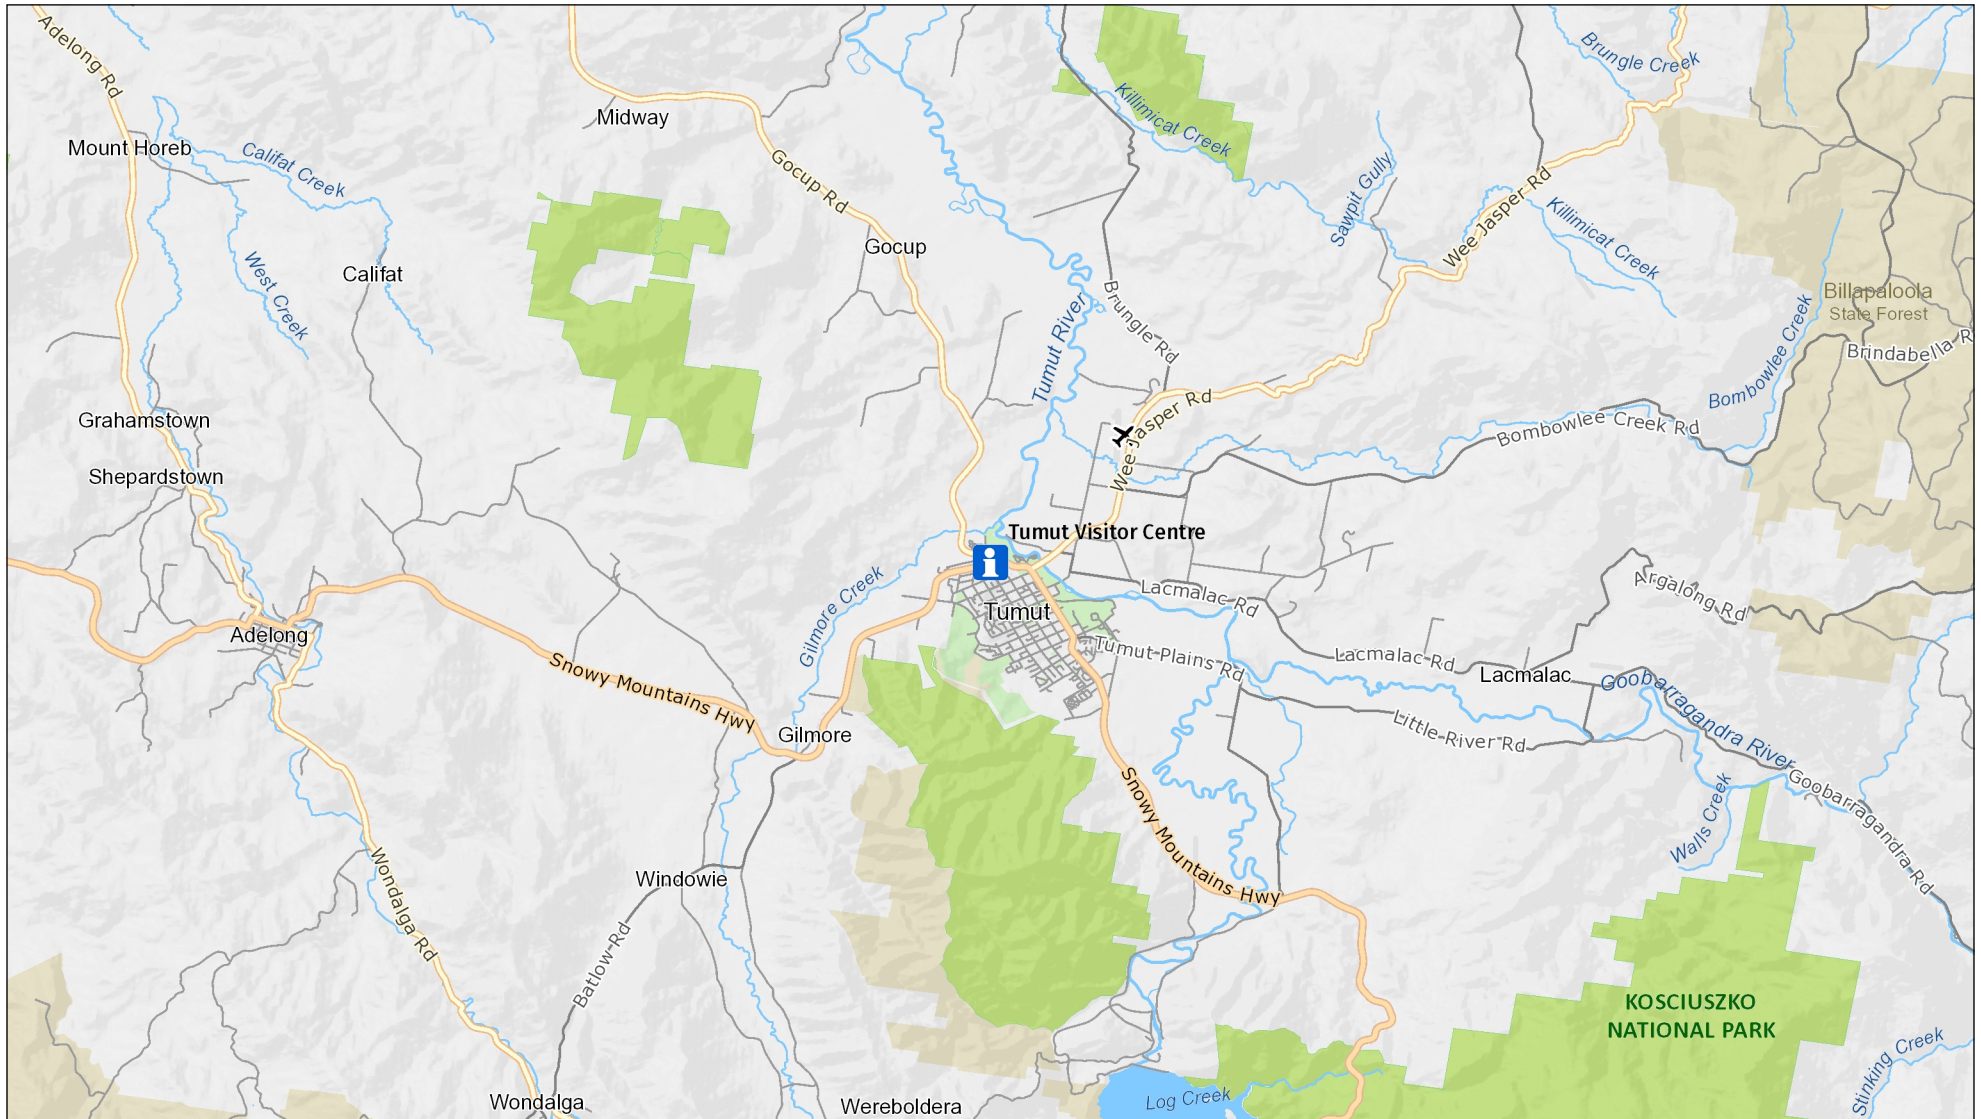 Adelong Rd
Brungle Creek
Midway
Killimicat Creek
Mount Horeb
Califat Creek
Gocup Rd
Sawpit Gully
Wee Jasper Rd
Killimicat Creek
Gocup
West Creek
Califat
Tumut River
Brungle Rd
Billapaloola
State Forest
Bombowlee Creek
Brindabella R
Grahamstown
Wee Jasper Rd
Bombowlee Creek Rd
Shepardstown
Tumut Visitor Centre
Gilmore Creek
Lacmalac Rd
Argalong Rd
Tumut
Adelong
Tumut Plains Rd
Lacmalac Rd
Lacmalac
Snowy Mountains Hwy
Goobarragandra River
Gilmore
Little River Rd
Snowy Mountains Hwy
Walls Creek
Goobarragandra Rd
Windowie
Wondalga Rd
Batlow Rd
KOSCIUSZKO
NATIONAL PARK
Stinking Creek
Wondalga
Wereboldera
Log Creek